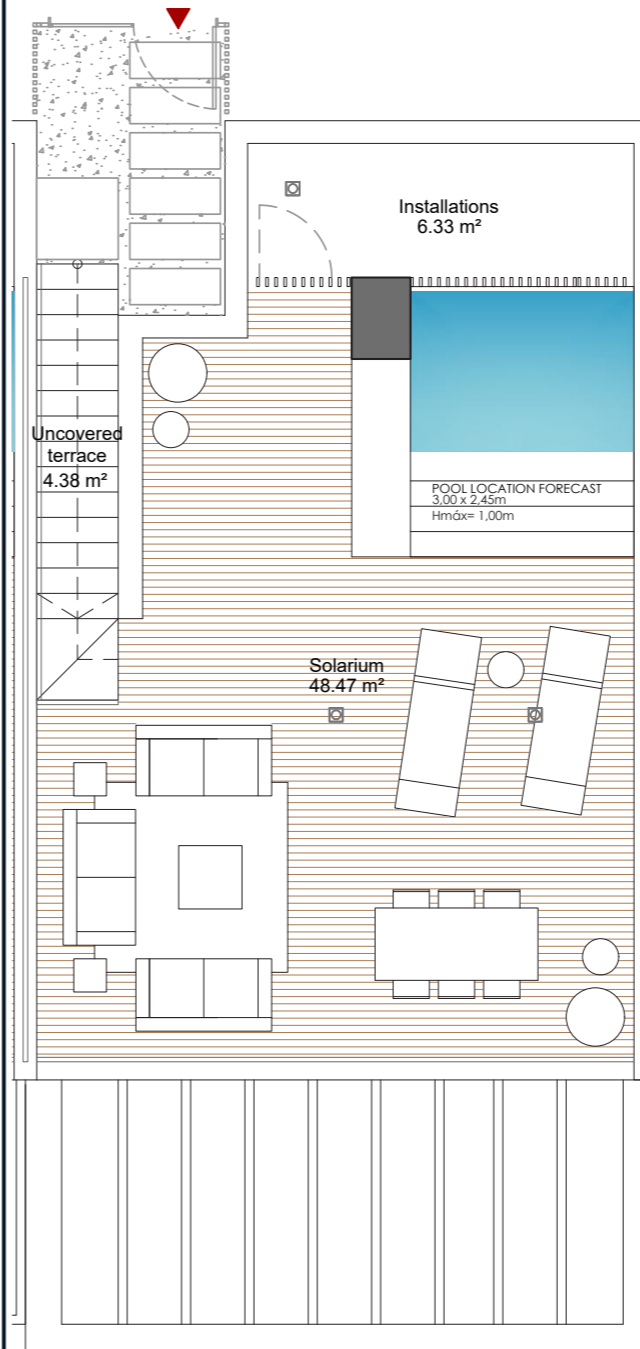 Installations
6.33 m²
Uncovered
terrace
4.38 m²
POOL LOCATION FORECAST
3,00 x 2,45m
Hmáx= 1,00m
Solarium
48.47 m²